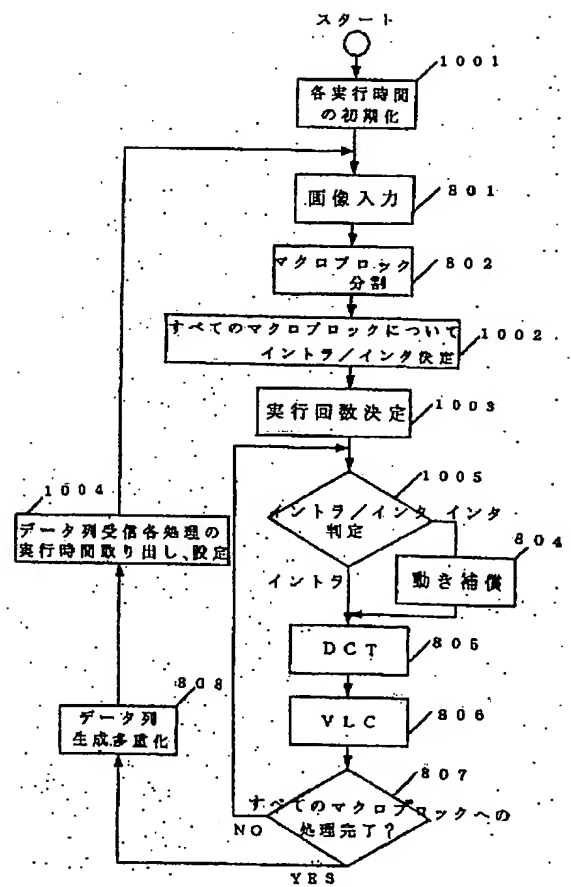 スタート
1001
各実行時間
の初期化
画像入力
801
マクロブロック
分割
802
すべてのマクロブロックについて
イントラ/インタ決定
1002
実行回数決定
1003
1005
イントラ/インタ
判定
インタ
イントラ
804
動き補償
1004
データ列受信各処理の
実行時間取り出し、設定
DCT
805
VLC
806
808
データ列
生成多重化
807
すべてのマクロブロックへの
処理完了?
NO
YES